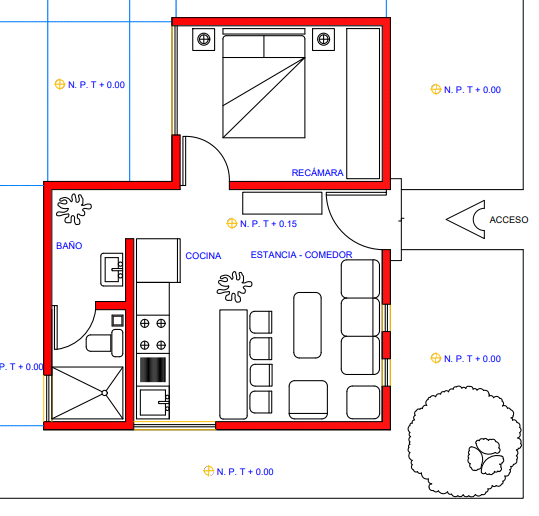 N. P. T + 0.00
N. P. T + 0.00
RECÁMARA
N. P. T + 0.15
ACCESO
BAÑO
COCINA
ESTANCIA - COMEDOR
N. P. T + 0.00
P. T + 0.00
N. P. T + 0.00